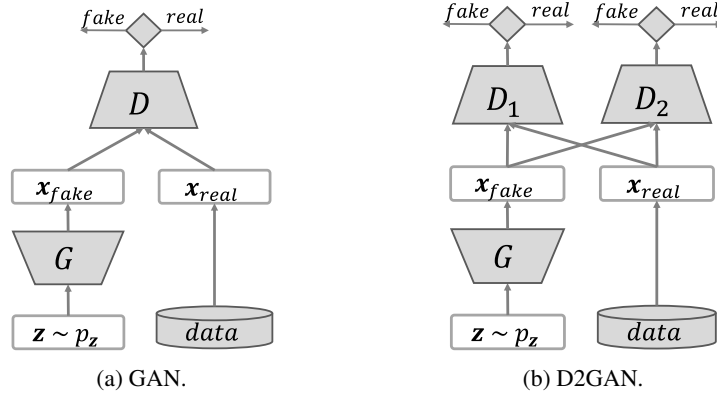 fake real
D
x_fake x_real
G
z ~ p_z data
(a) GAN.
fake real fake real
D_1 D_2
x_fake x_real
G
z ~ p_z data
(b) D2GAN.